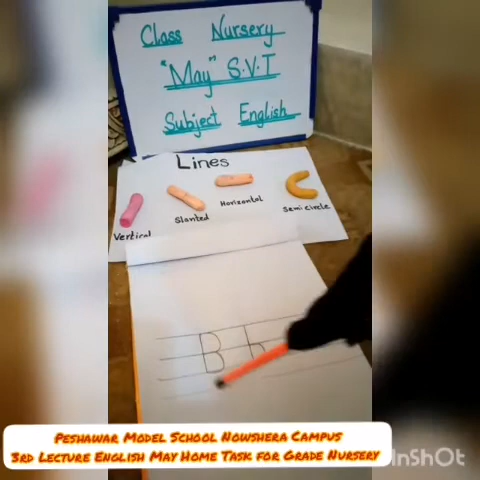 Class Nursery
"May" S.V.T
Subject English
Lines
Vertical
Slanted
Horizontal
Semi circle
B b
Peshawar Model School Nowshera Campus
3rd Lecture English May Home Task for Grade Nursery
InShOt